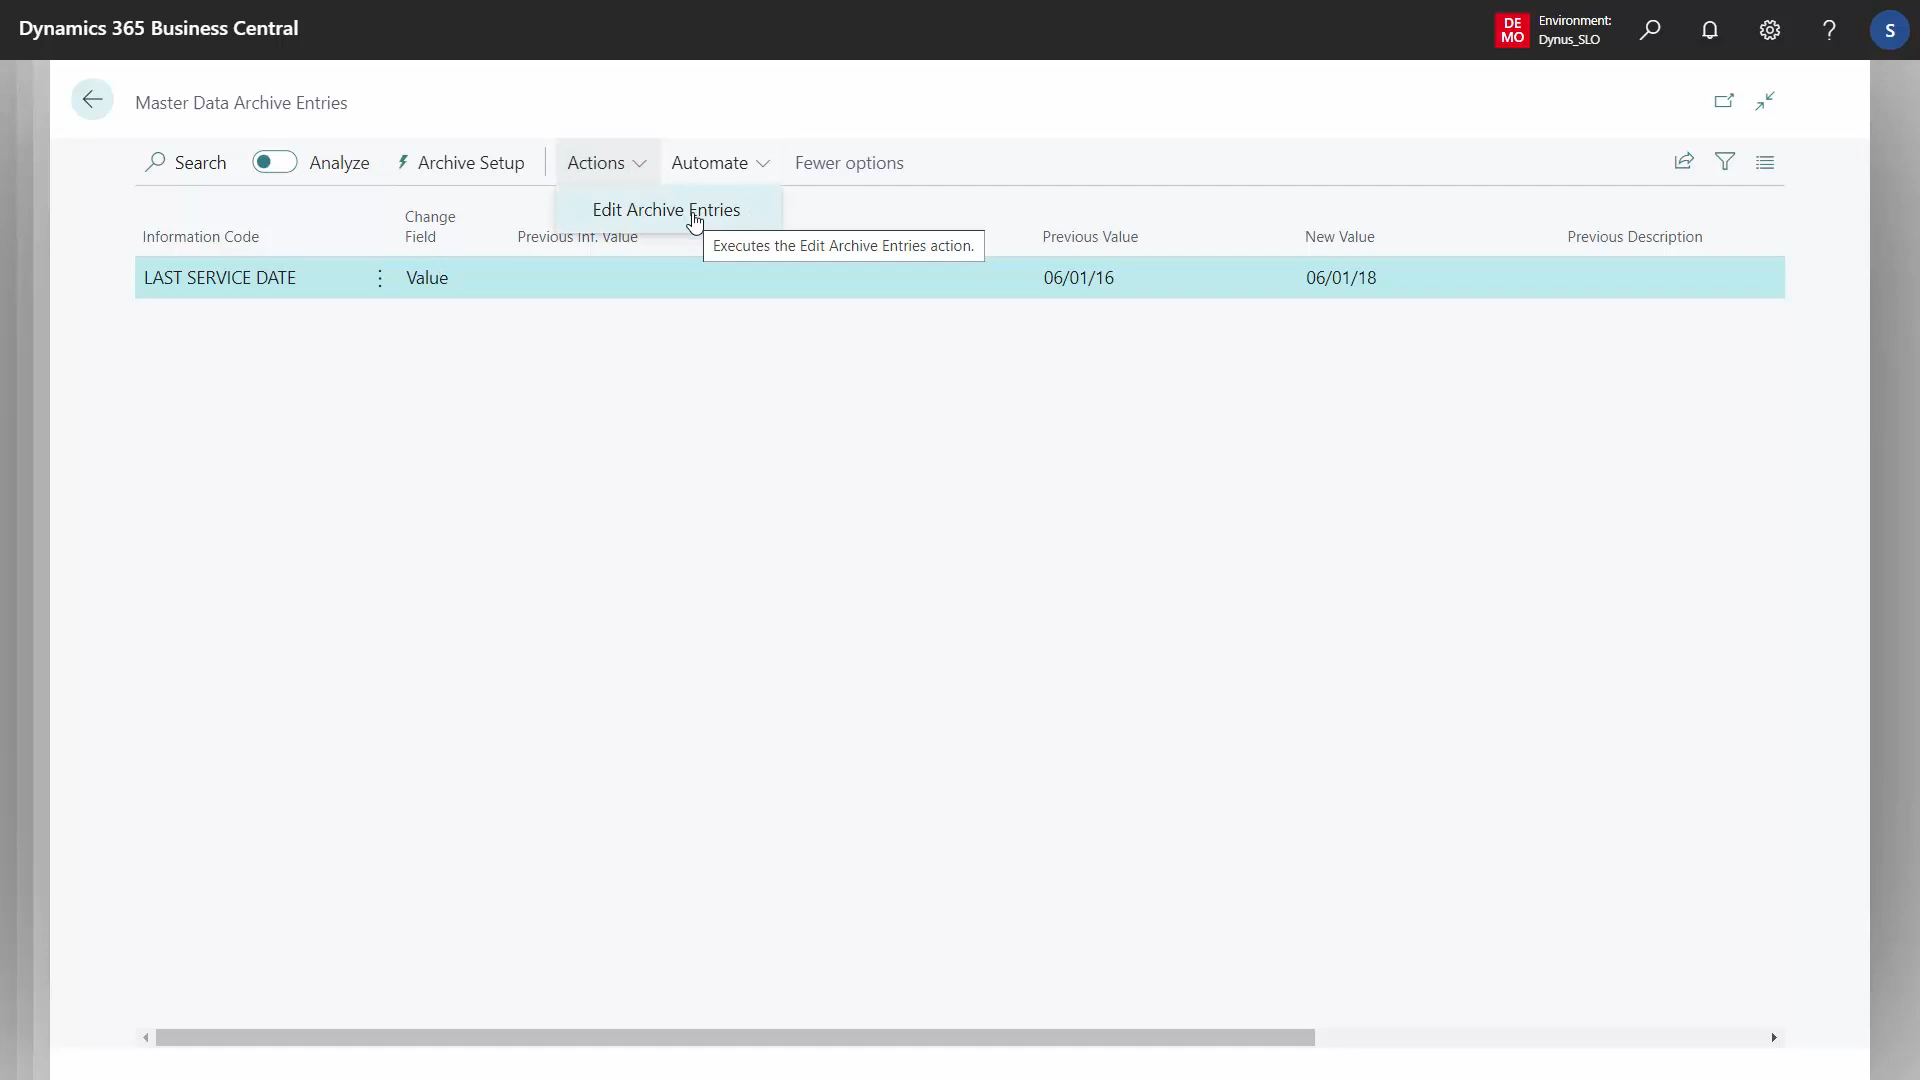 Dynamics 365 Business Central
DE
MO
Environment:
Dynus_SLO
?
S
Master Data Archive Entries
Search
Analyze
Archive Setup
Actions
Automate
Fewer options
Edit Archive Entries
Executes the Edit Archive Entries action.
Information Code
Change
Field
Previous Inf. Value
Previous Value
New Value
Previous Description
LAST SERVICE DATE
Value
06/01/16
06/01/18